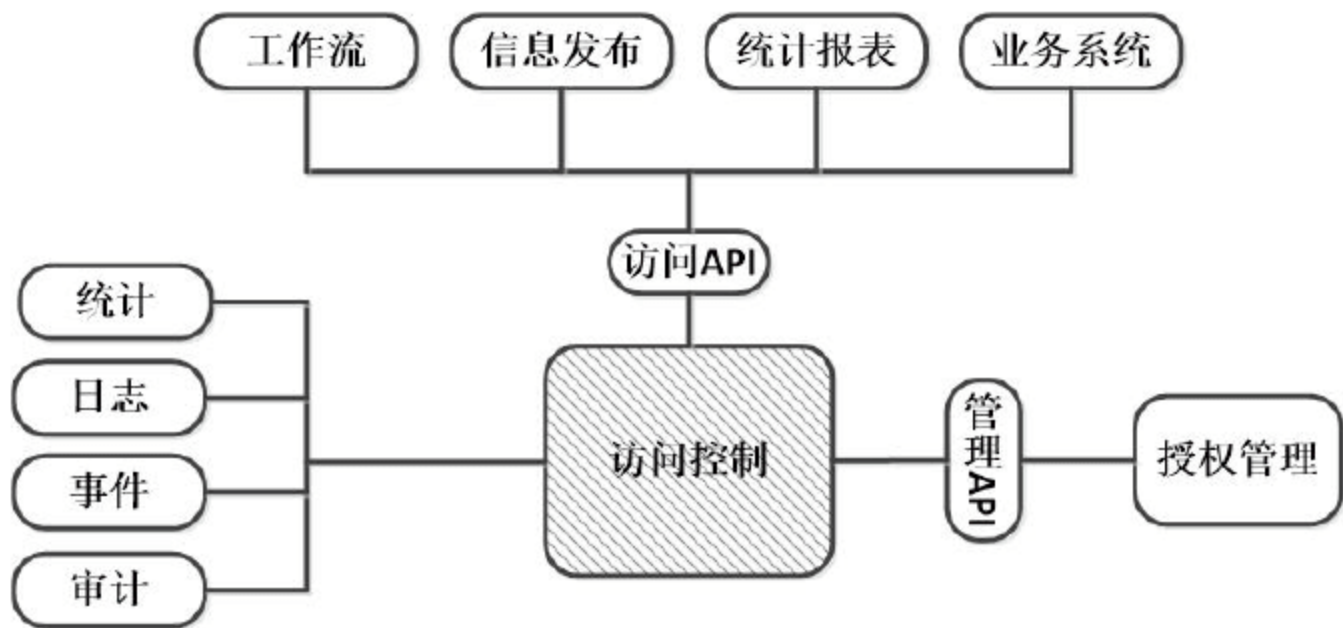 工作流
信息发布
统计报表
业务系统
访问API
统计
日志
事件
审计
访问控制
管理API
授权管理